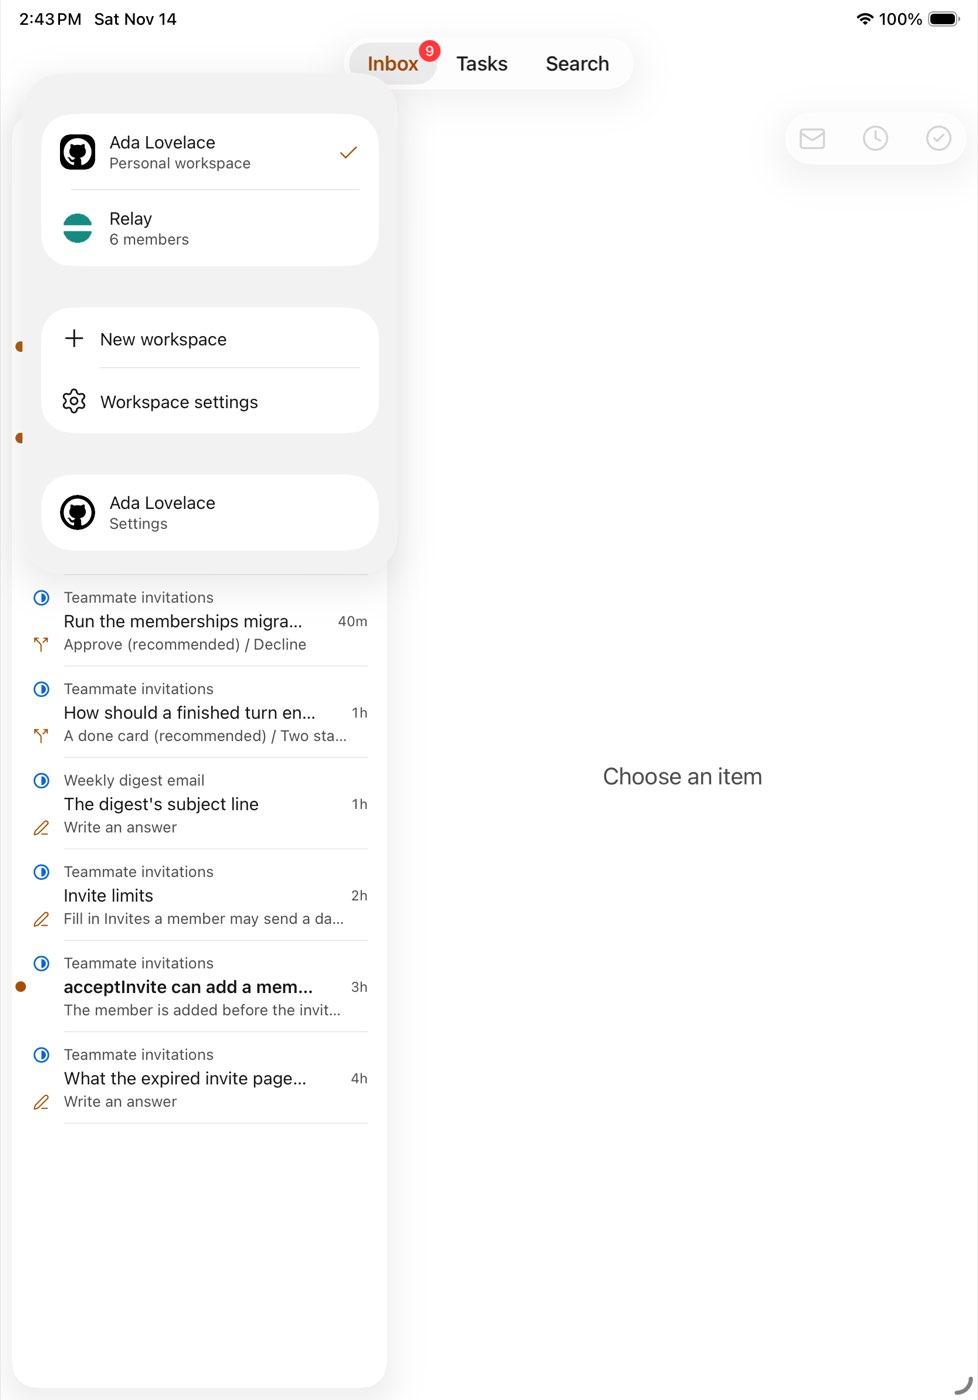 2:43 PM Sat Nov 14
100%
Inbox 9 Tasks Search
Ada Lovelace
Personal workspace
Relay
6 members
New workspace
Workspace settings
Ada Lovelace
Settings
Teammate invitations
Run the memberships migra... 40m
Approve (recommended) / Decline
Teammate invitations
How should a finished turn en... 1h
A done card (recommended) / Two sta...
Weekly digest email
The digest's subject line 1h
Write an answer
Teammate invitations
Invite limits 2h
Fill in Invites a member may send a da...
Teammate invitations
acceptInvite can add a mem... 3h
The member is added before the invit...
Teammate invitations
What the expired invite page... 4h
Write an answer
Choose an item